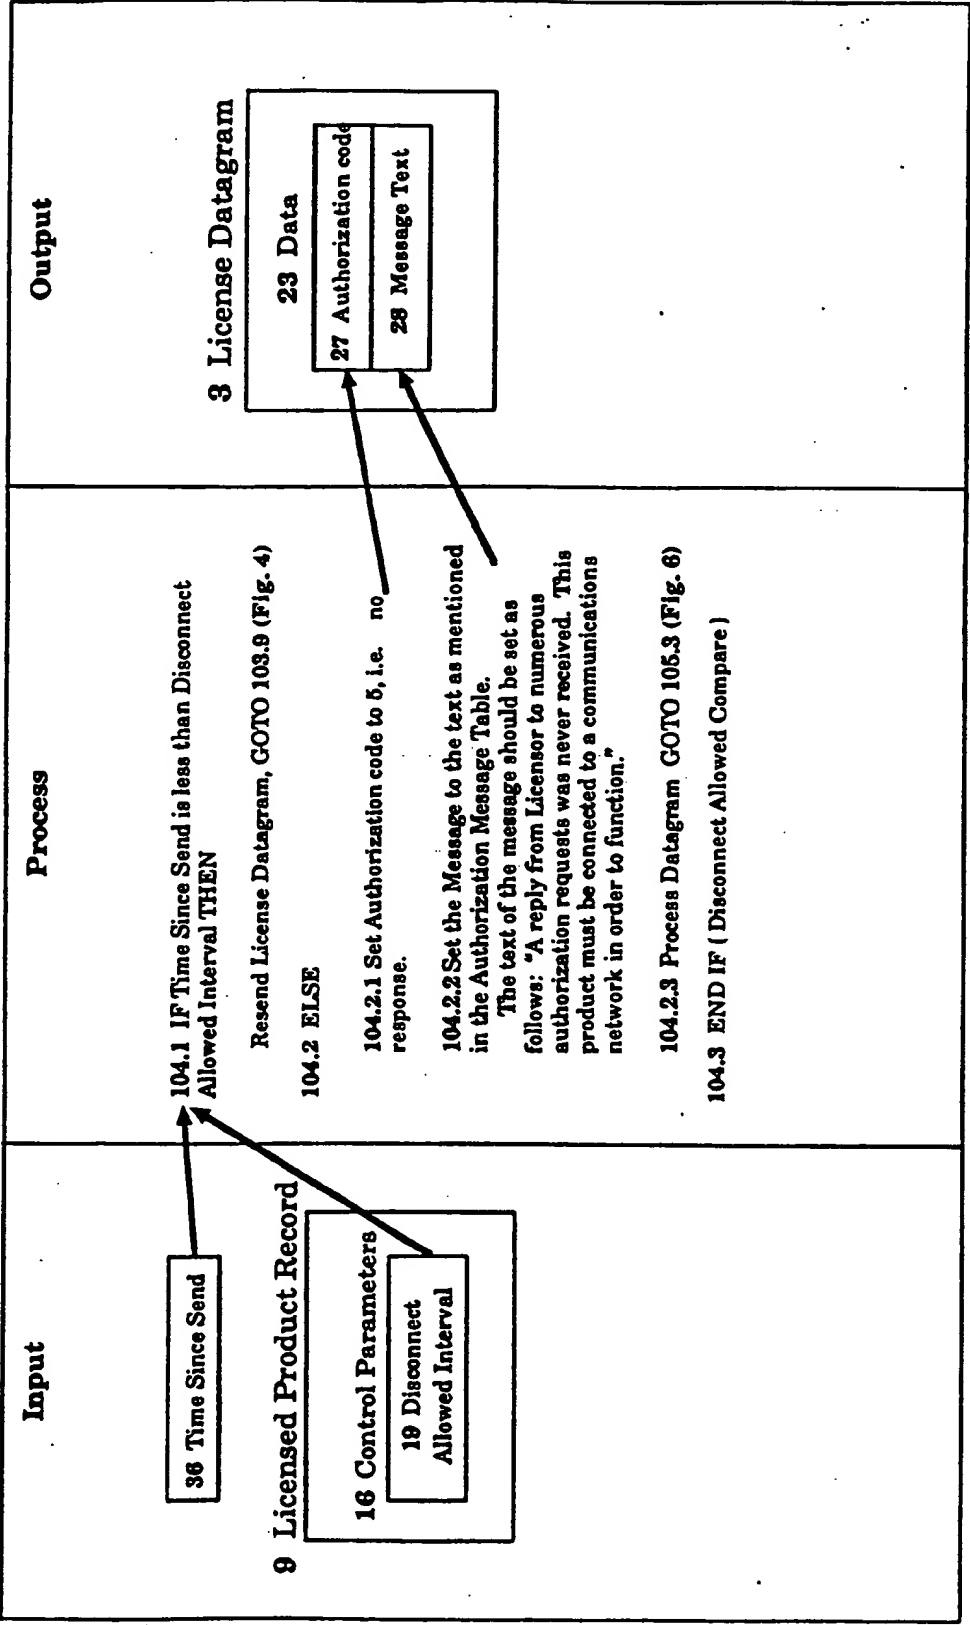 Input
36 Time Since Send
9 Licensed Product Record
16 Control Parameters
19 Disconnect
Allowed Interval
Process
104.1 IF Time Since Send is less than Disconnect
Allowed Interval THEN
Resend License Datagram, GOTO 103.9 (Fig. 4)
104.2 ELSE
104.2.1 Set Authorization code to 5, i.e. no
response.
104.2.2 Set the Message to the text as mentioned
in the Authorization Message Table.
The text of the message should be set as
follows: "A reply from Licensor to numerous
authorization requests was never received. This
product must be connected to a communications
network in order to function."
104.2.3 Process Datagram GOTO 105.3 (Fig. 6)
104.3 END IF ( Disconnect Allowed Compare )
Output
3 License Datagram
23 Data
27 Authorization code
28 Message Text